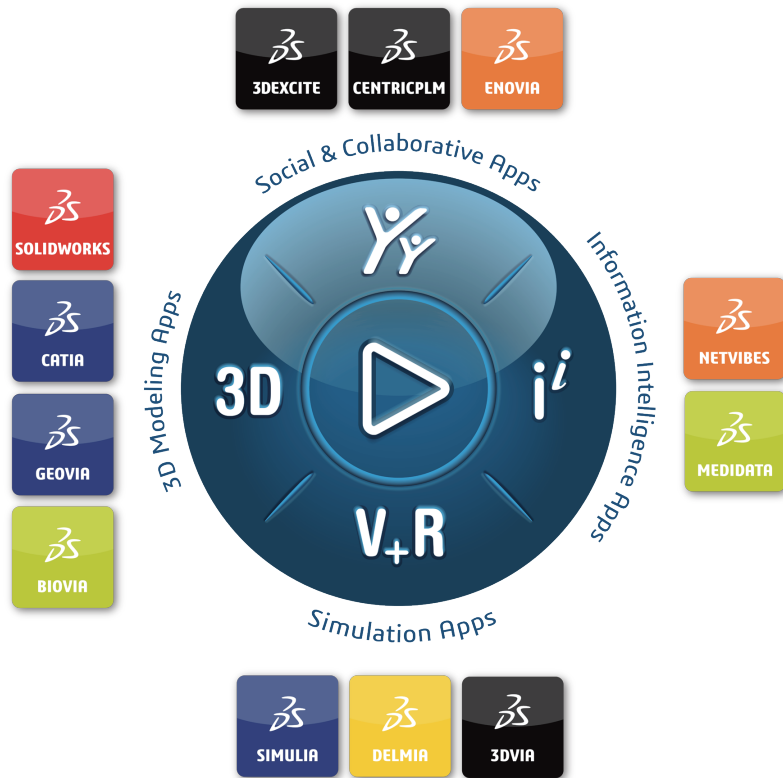 3DEXCITE
CENTRICPLM
ENOVIA
Social & Collaborative Apps
SOLIDWORKS
CATIA
GEOVIA
BIOVIA
3D Modeling Apps
3D
iⁱ
V+R
Information Intelligence Apps
NETVIBES
MEDIDATA
Simulation Apps
SIMULIA
DELMIA
3DVIA